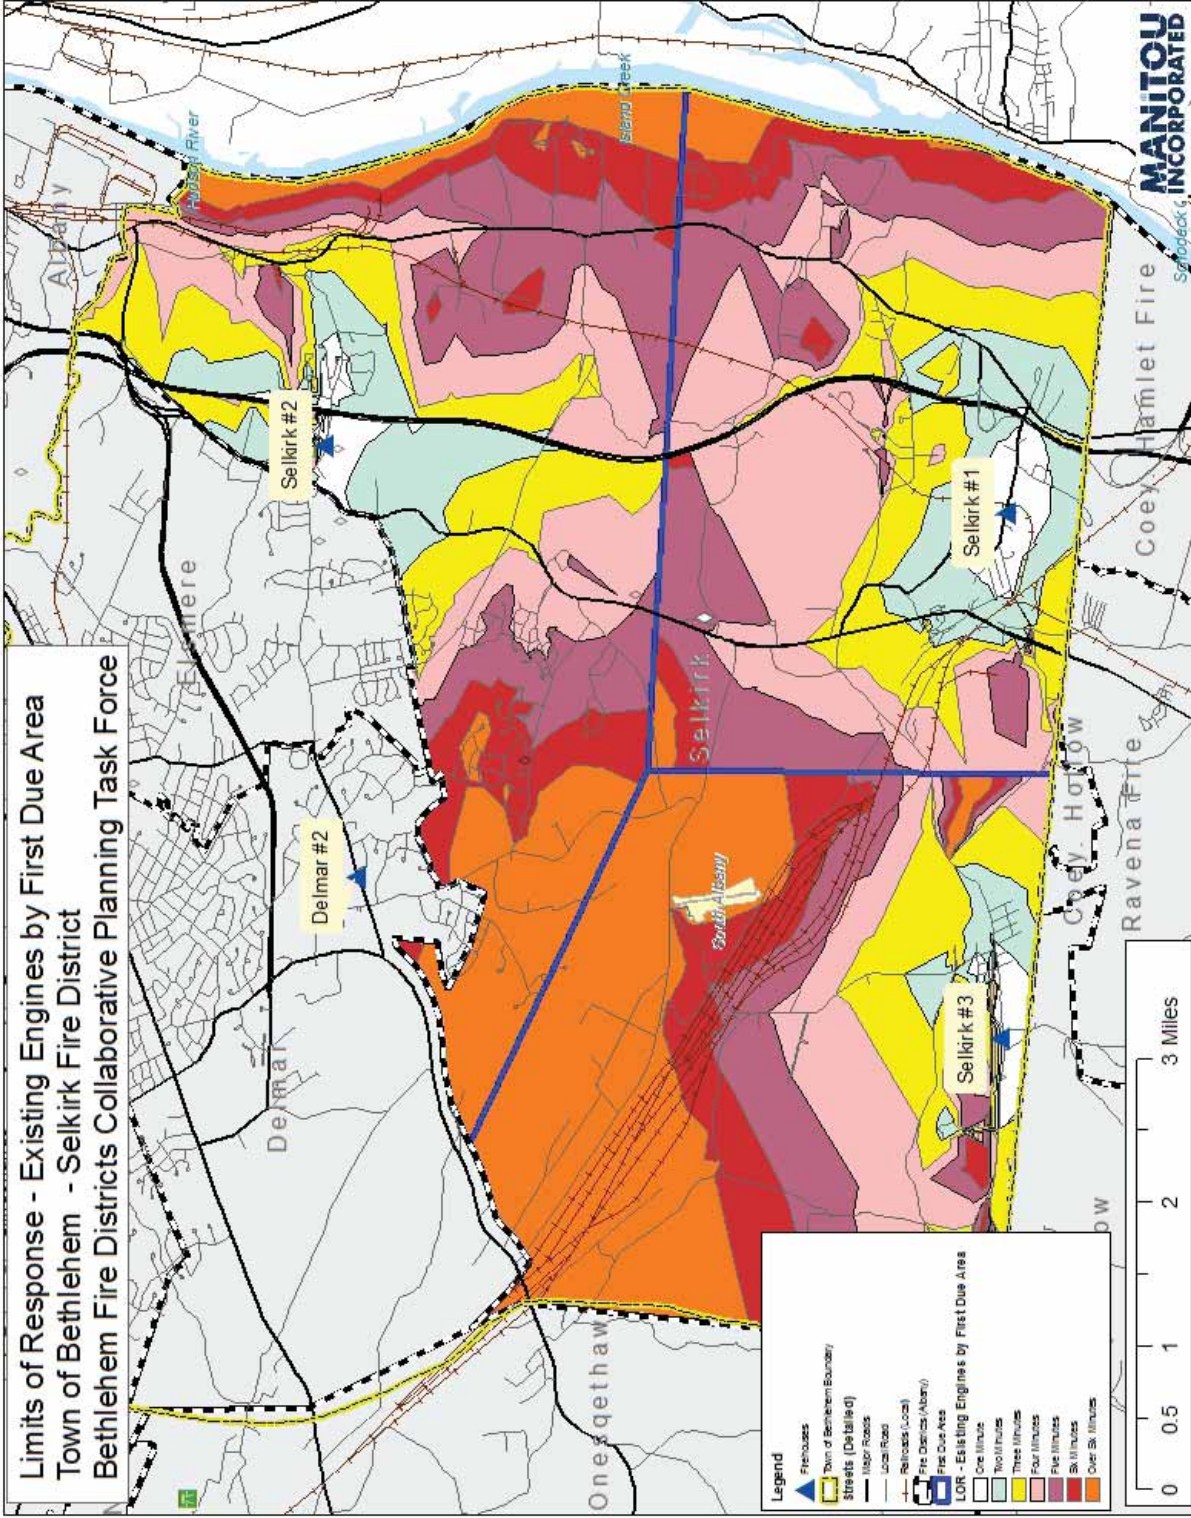 Limits of Response - Existing Engines by First Due Area
Town of Bethlehem - Selkirk Fire District
Bethlehem Fire Districts Collaborative Planning Task Force
Albany
Hudson River
Elsmere
Selkirk #2
Delmar #2
Delmar
Island Creek
Selkirk
South Albany
Selkirk #1
Selkirk #3
Onesqethaw
Coey. Hollow
Ravena Fire
Coey Hamlet Fire
ow
Legend
Firehouses
Town of Bethlehem Boundary
Streets (Detailed)
Major Roads
Local Road
Railroads (Local)
Fire Districts (Albany)
First Due Area
LOR - Esisting Engines by First Due Area
One Minute
Two Minutes
Three Minutes
Four Minutes
Five Minutes
Six Minutes
Over Six Minutes
0 0.5 1 2 3 Miles
MANITOU
INCORPORATED